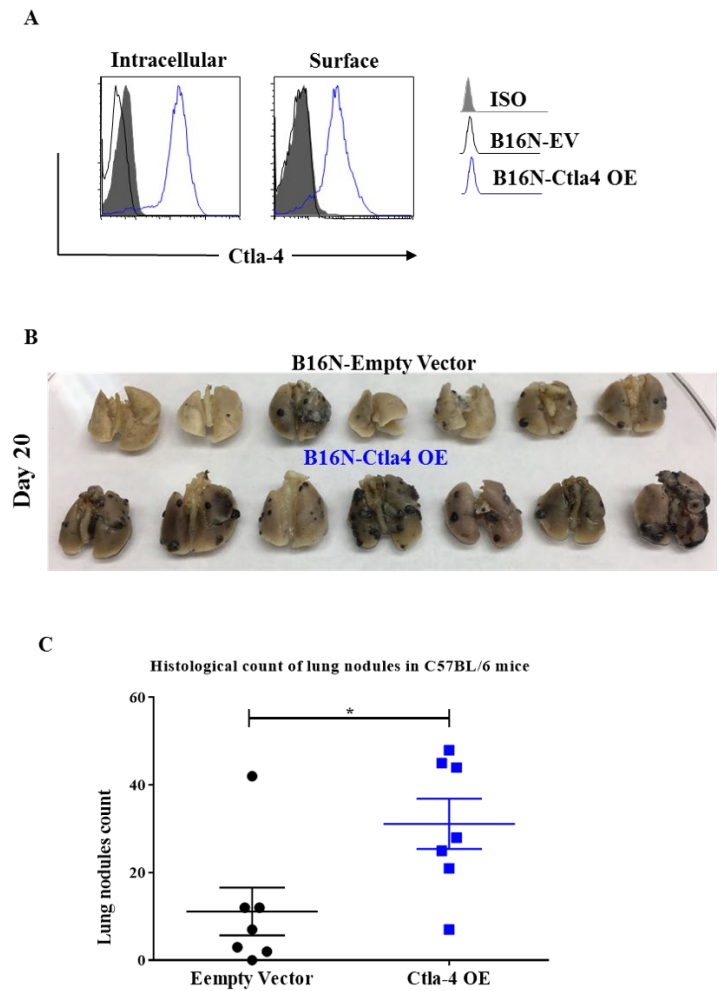 A
Intracellular
Surface
ISO
B16N-EV
B16N-Ctla4 OE
Ctla-4
B
B16N-Empty Vector
Day 20
B16N-Ctla4 OE
C
Histological count of lung nodules in C57BL/6 mice
*
60
40
20
0
Lung nodules count
Eempty Vector
Ctla-4 OE